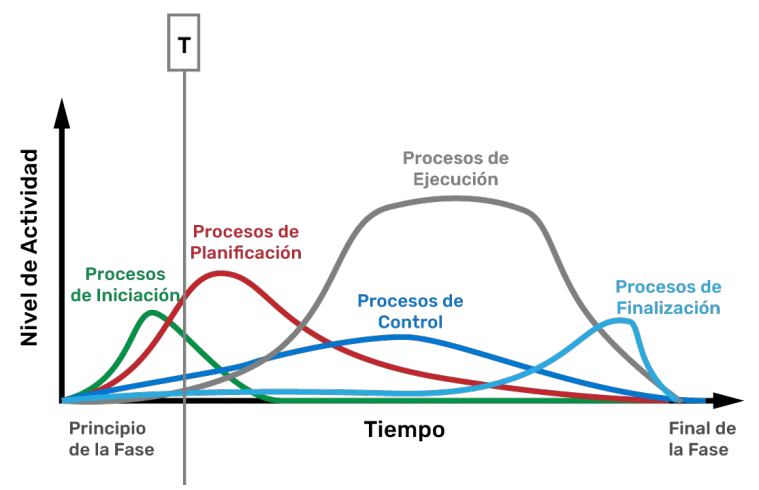 T
Nivel de Actividad
Procesos de
Ejecución
Procesos de
Planificación
Procesos
de Iniciación
Procesos de
Control
Procesos de
Finalización
Principio
de la Fase
Tiempo
Final de
la Fase